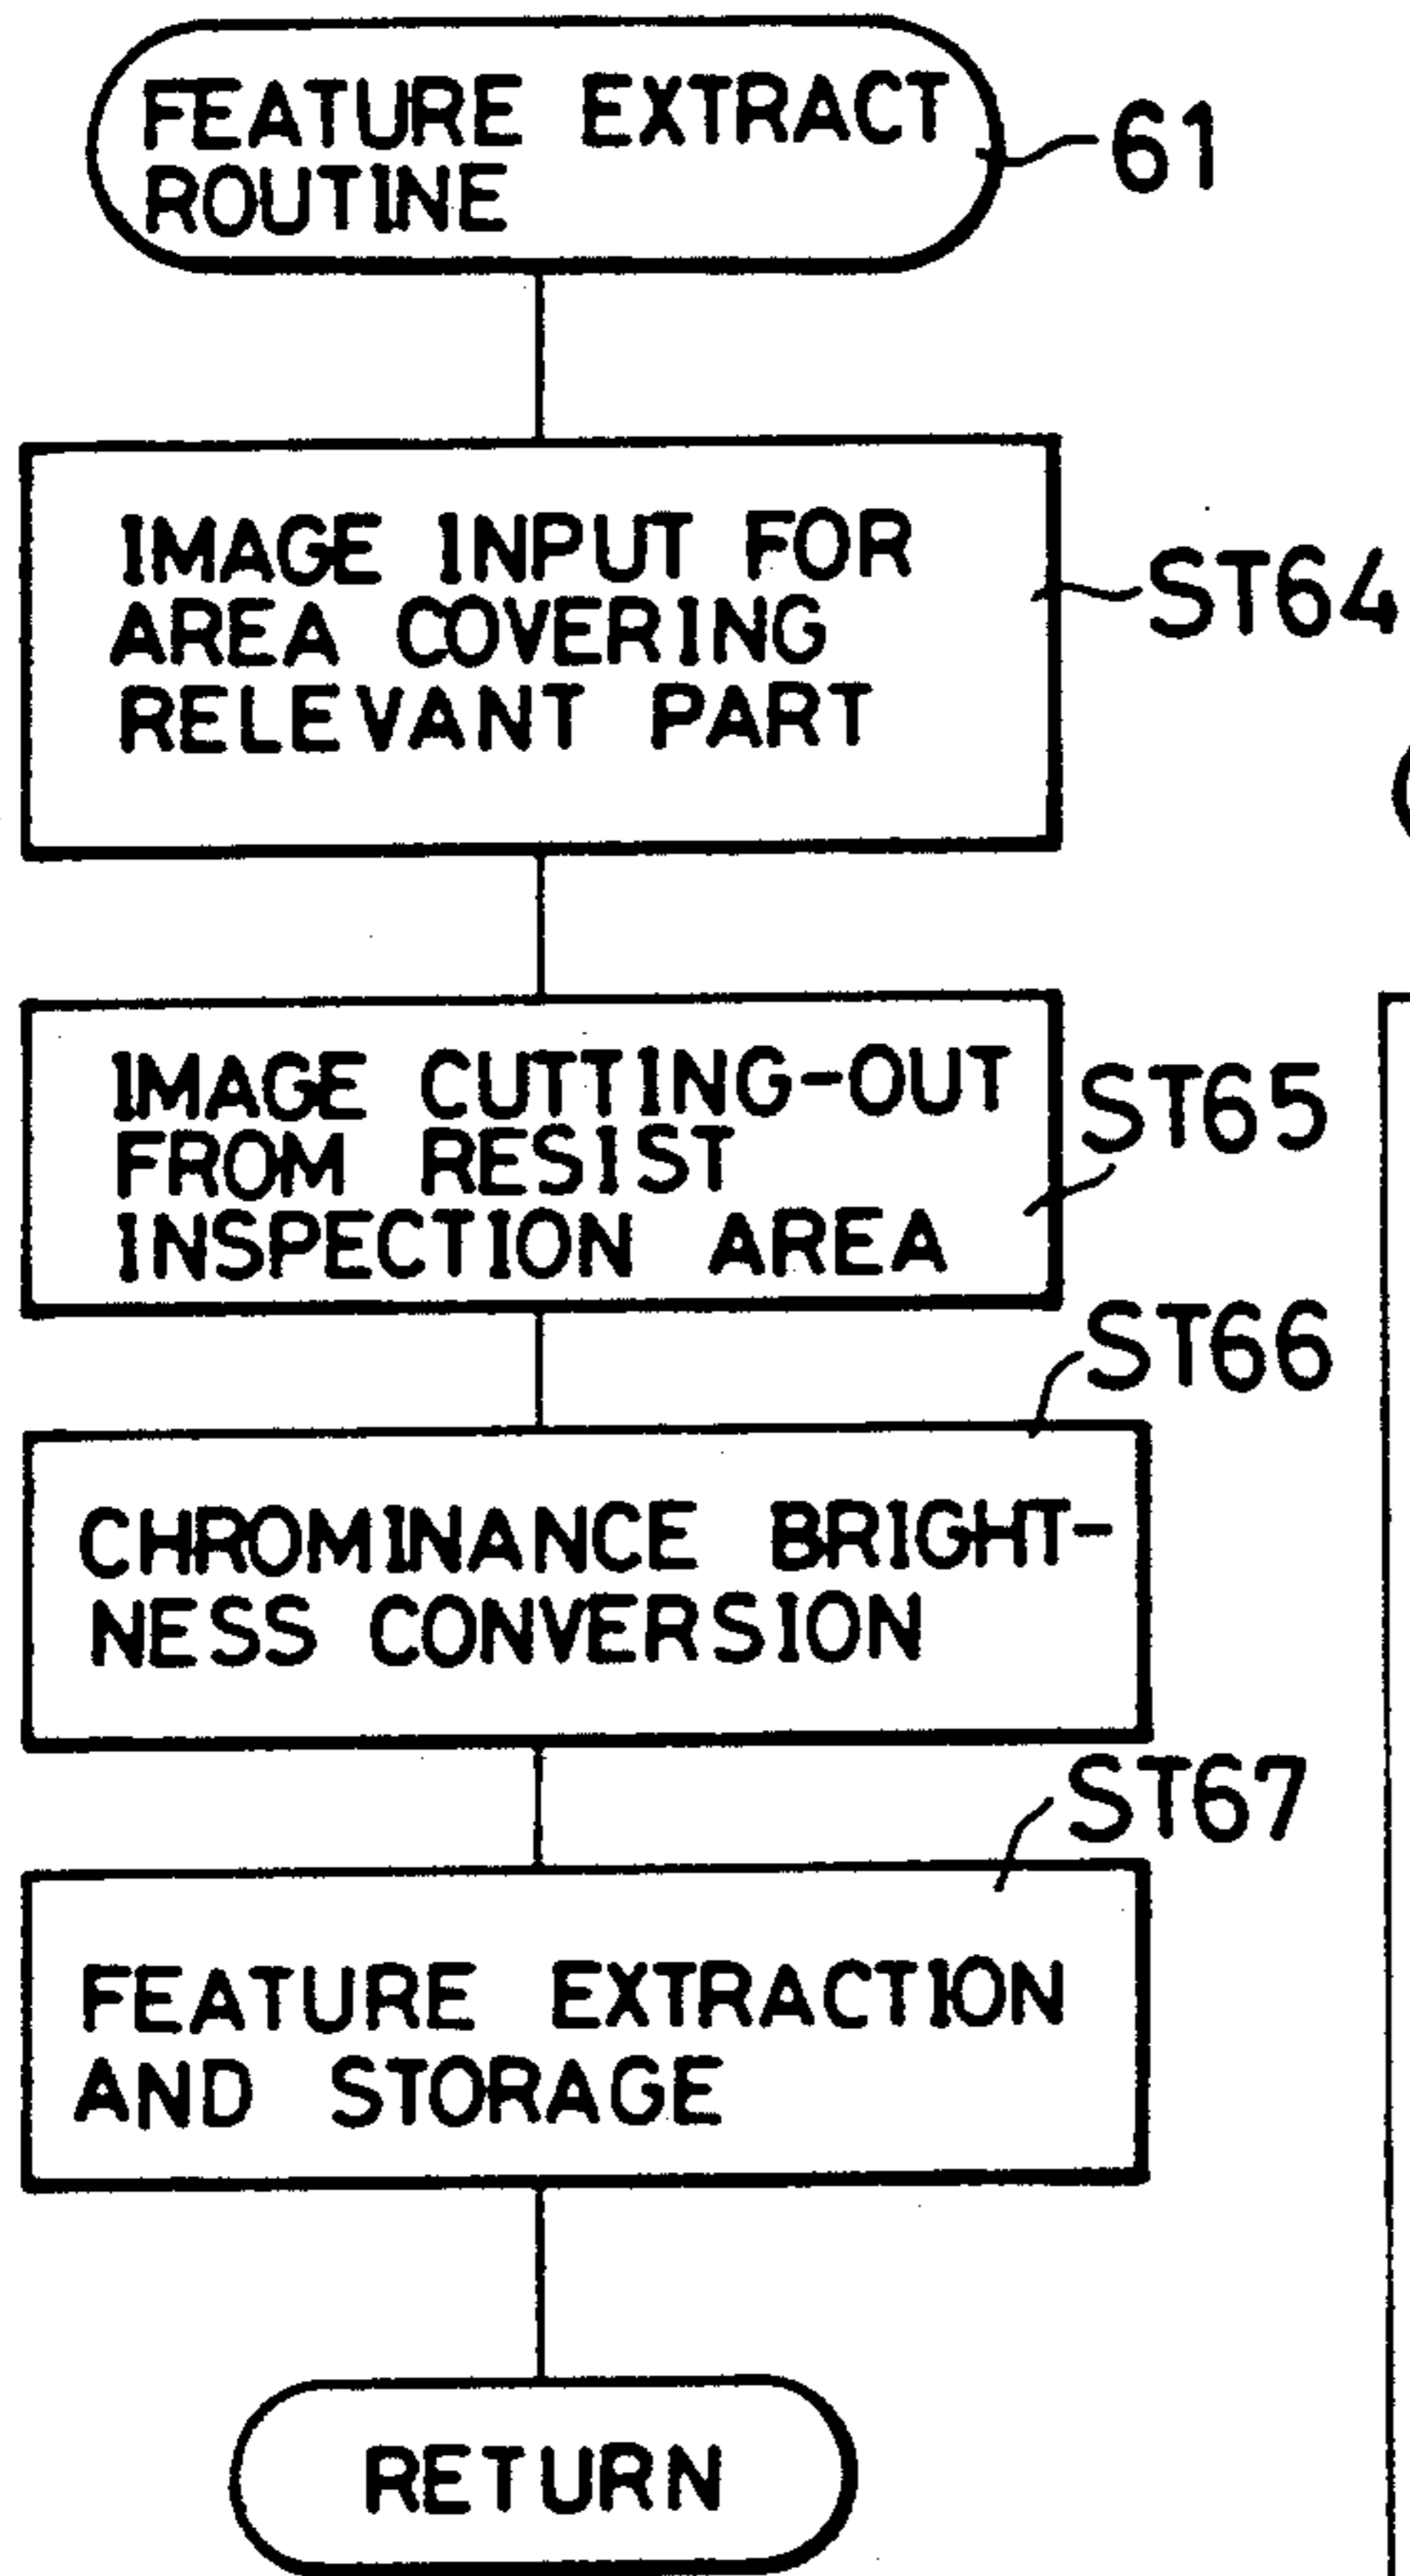 FEATURE EXTRACT
ROUTINE
61
IMAGE INPUT FOR
AREA COVERING
RELEVANT PART
ST64
IMAGE CUTTING-OUT
FROM RESIST
INSPECTION AREA
ST65
ST66
CHROMINANCE BRIGHT-
NESS CONVERSION
ST67
FEATURE EXTRACTION
AND STORAGE
RETURN